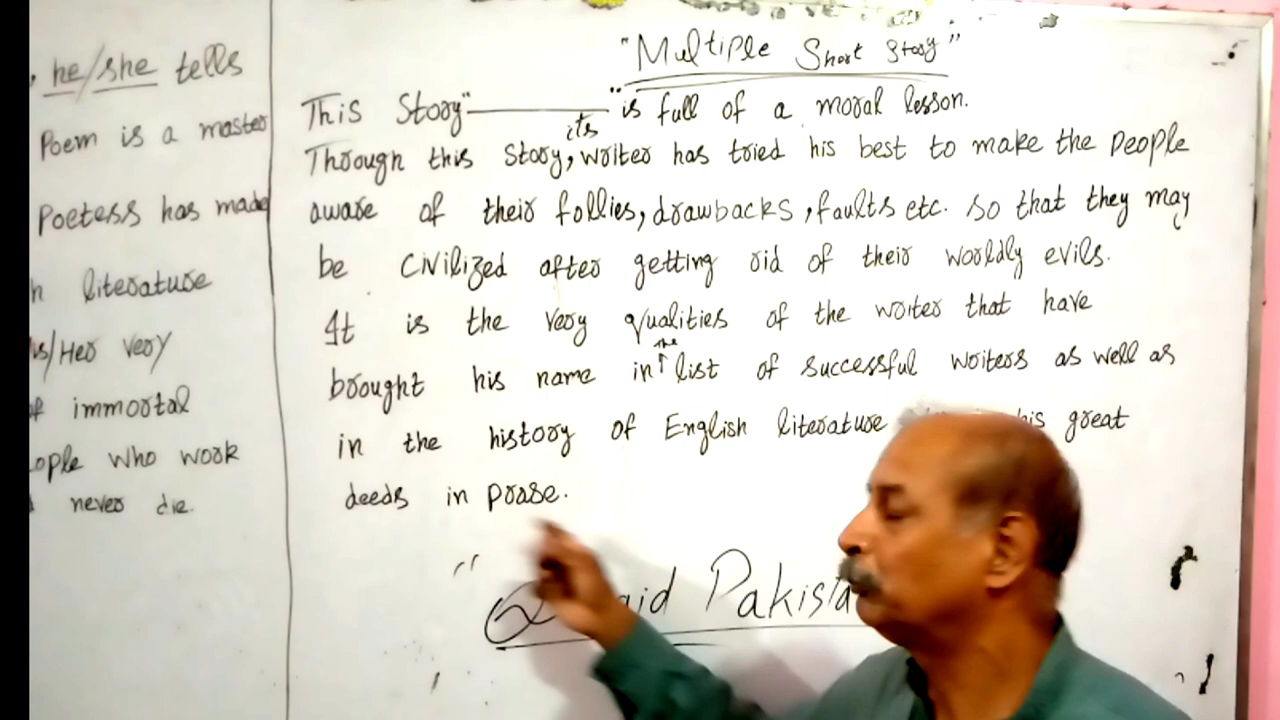 he/she tells
Poem is a master
Poetess has made
literature
Her very
immortal
who work
never die.
"Multiple Short Story"
This Story"————" is full of a moral lesson.
Through this story, its writer has tried his best to make the people
aware of their follies, drawbacks, faults etc. so that they may
be civilized after getting rid of their worldly evils.
It is the very qualities of the writer that have
brought his name in the list of successful writers as well as
in the history of English literature his great
deeds in prose.
Pakista